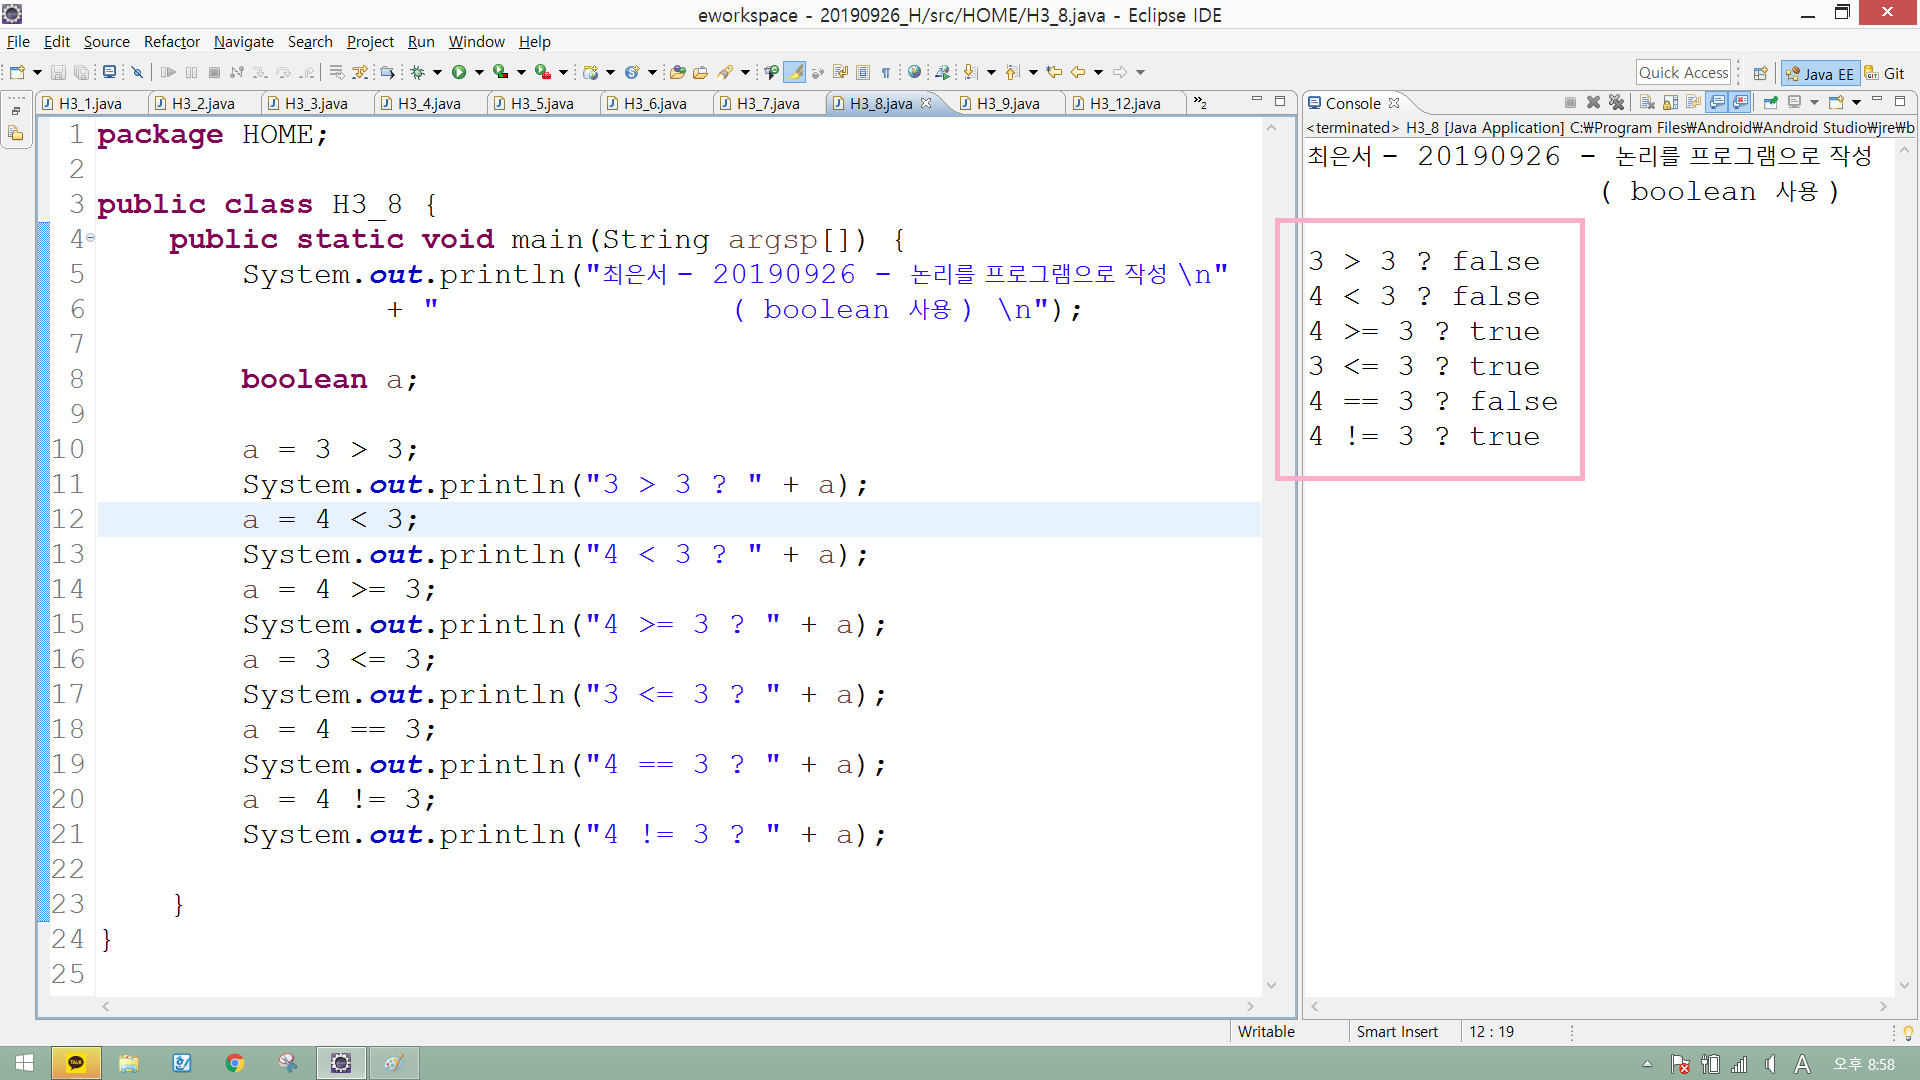 eworkspace - 20190926_H/src/HOME/H3_8.java - Eclipse IDE
File Edit Source Refactor Navigate Search Project Run Window Help
Quick Access Java EE Git
H3_1.java H3_2.java H3_3.java H3_4.java H3_5.java H3_6.java H3_7.java H3_8.java H3_9.java H3_12.java »2
1 package HOME;
2
3 public class H3_8 {
4 public static void main(String argsp[]) {
5 System.out.println("최은서 - 20190926 - 논리를 프로그램으로 작성 \n"
6 + " ( boolean 사용 ) \n");
7
8 boolean a;
9
10 a = 3 > 3;
11 System.out.println("3 > 3 ? " + a);
12 a = 4 < 3;
13 System.out.println("4 < 3 ? " + a);
14 a = 4 >= 3;
15 System.out.println("4 >= 3 ? " + a);
16 a = 3 <= 3;
17 System.out.println("3 <= 3 ? " + a);
18 a = 4 == 3;
19 System.out.println("4 == 3 ? " + a);
20 a = 4 != 3;
21 System.out.println("4 != 3 ? " + a);
22
23 }
24 }
25
Console
<terminated> H3_8 [Java Application] C:₩Program Files₩Android₩Android Studio₩jre₩b
최은서 - 20190926 - 논리를 프로그램으로 작성
( boolean 사용 )
3 > 3 ? false
4 < 3 ? false
4 >= 3 ? true
3 <= 3 ? true
4 == 3 ? false
4 != 3 ? true
Writable Smart Insert 12 : 19
TALK
A 오후 8:58